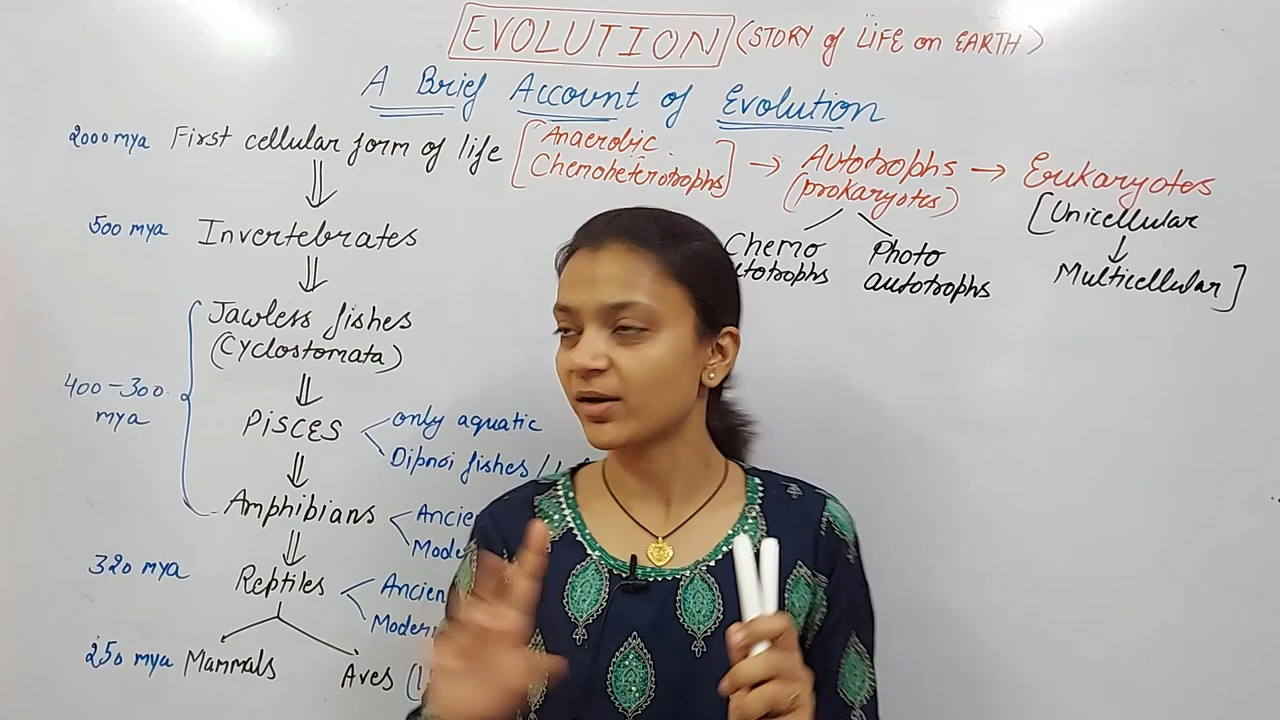 EVOLUTION (STORY of LIFE on EARTH)
A Brief Account of Evolution
2000 mya First cellular form of life [Anaerobic Chemoheterotrophs] → Autotrophs (prokaryotes) → Eukaryotes
[Unicellular
↓
Multicellular]
Chemo
Photo autotrophs
500 mya Invertebrates
Jawless fishes
(Cyclostomata)
400-300 mya
PISCES
only aquatic
Dipnoi fishes /
Amphibians
320 mya Reptiles
250 mya Mammals
Aves